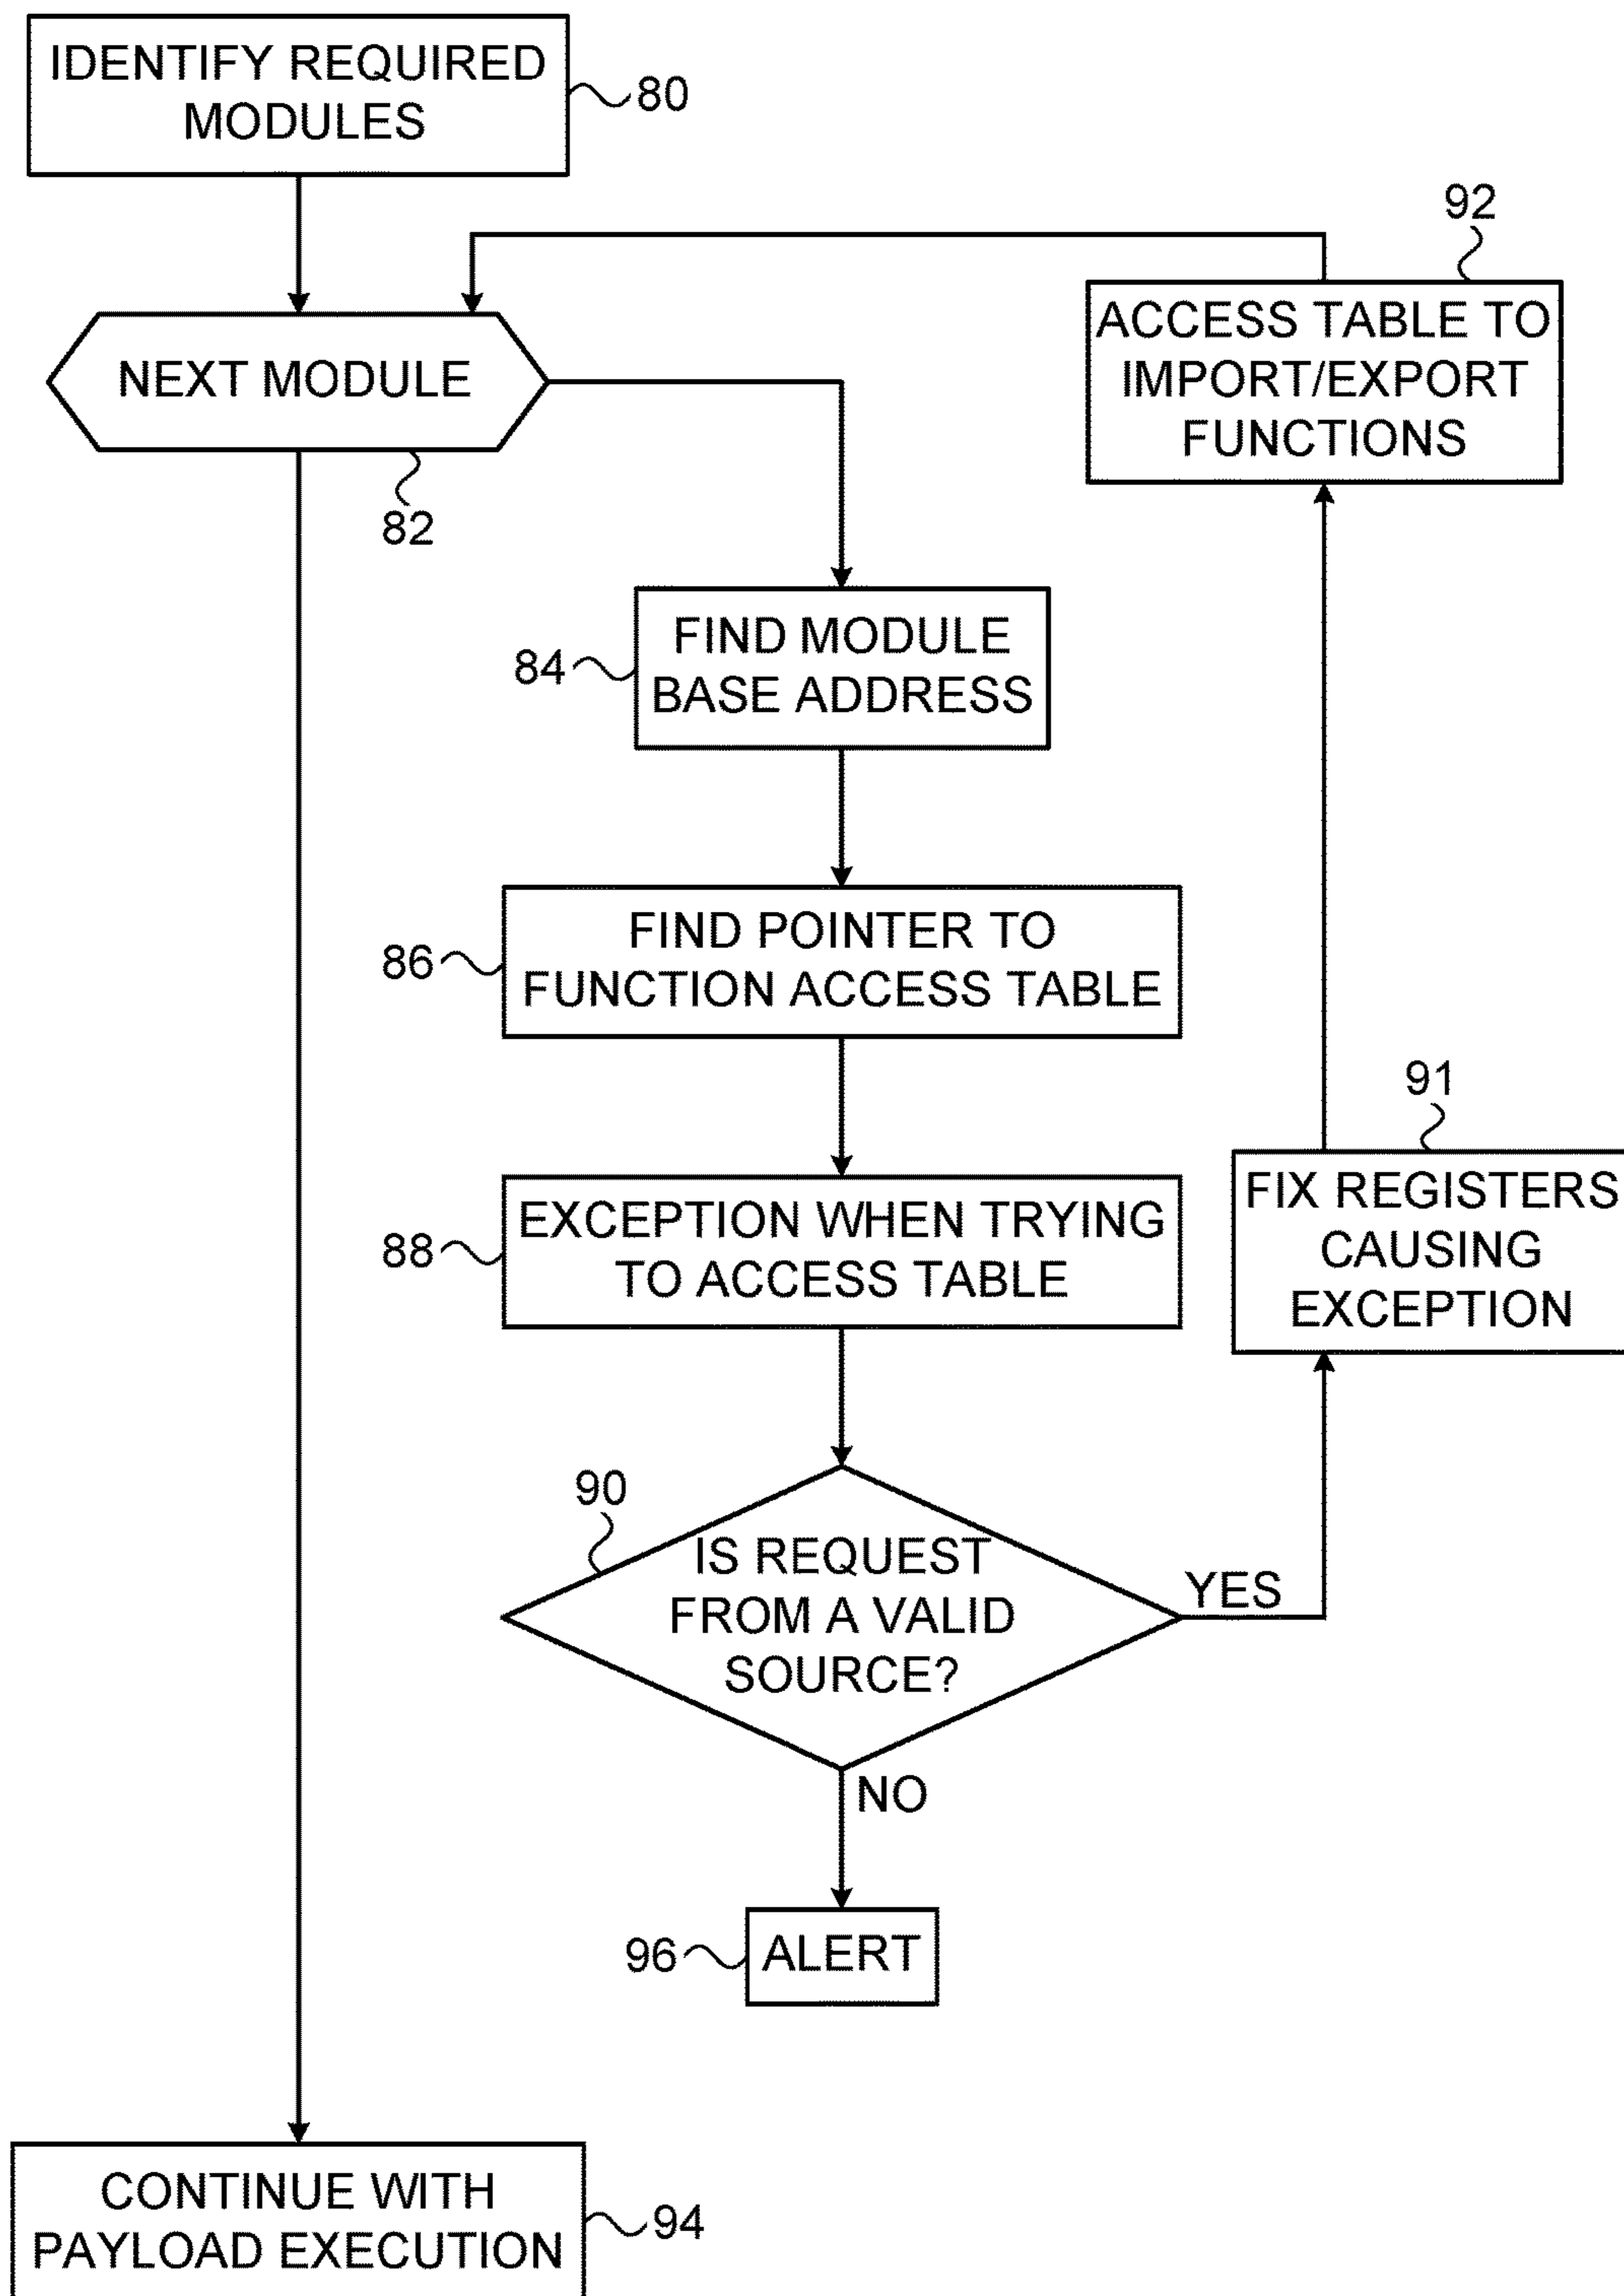 IDENTIFY REQUIRED
MODULES
80
92
ACCESS TABLE TO
IMPORT/EXPORT
FUNCTIONS
NEXT MODULE
82
FIND MODULE
BASE ADDRESS
84
FIND POINTER TO
FUNCTION ACCESS TABLE
86
91
FIX REGISTERS
CAUSING
EXCEPTION
EXCEPTION WHEN TRYING
TO ACCESS TABLE
88
90
IS REQUEST
FROM A VALID
SOURCE?
YES
NO
96
ALERT
CONTINUE WITH
PAYLOAD EXECUTION
94